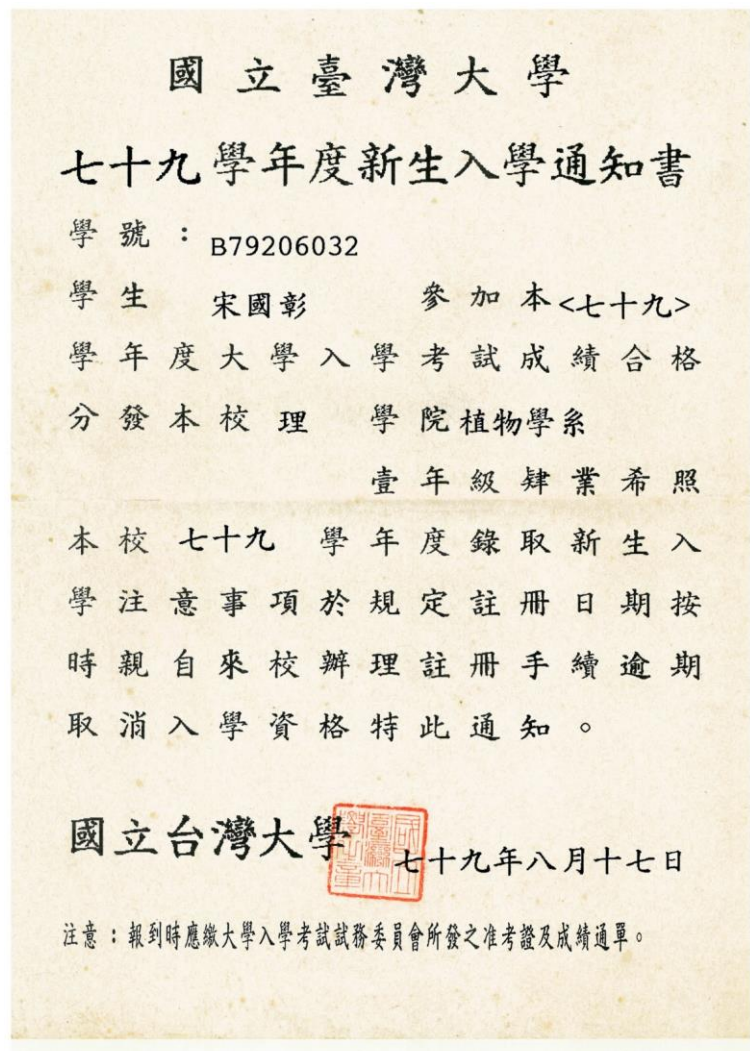 國立臺灣大學
七十九學年度新生入學通知書
學號：B79206032
學生 宋國彰 參加本<七十九>
學年度大學入學考試成績合格
分發本校理 學院植物學系
壹年級肄業希照
本校 七十九 學年度錄取新生入
學注意事項於規定註冊日期按
時親自來校辦理註冊手續逾期
取消入學資格特此通知。
國立台灣大學
七十九年八月十七日
注意：報到時應繳大學入學考試試務委員會所發之准考證及成績通單。